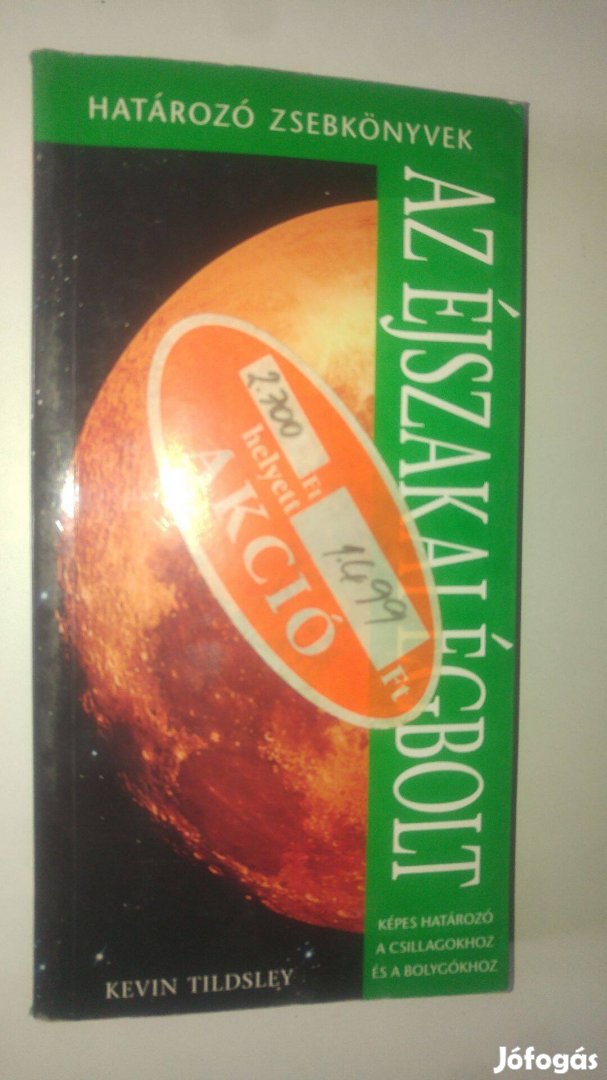 HATÁROZÓ ZSEBKÖNYVEK
AZ ÉJSZAKAI ÉGBOLT
2.700 Ft
helyett
AKCIÓ
1.499 Ft
KÉPES HATÁROZÓ
A CSILLAGOKHOZ
ÉS A BOLYGÓKHOZ
KEVIN TILDSLEY
Jófogás